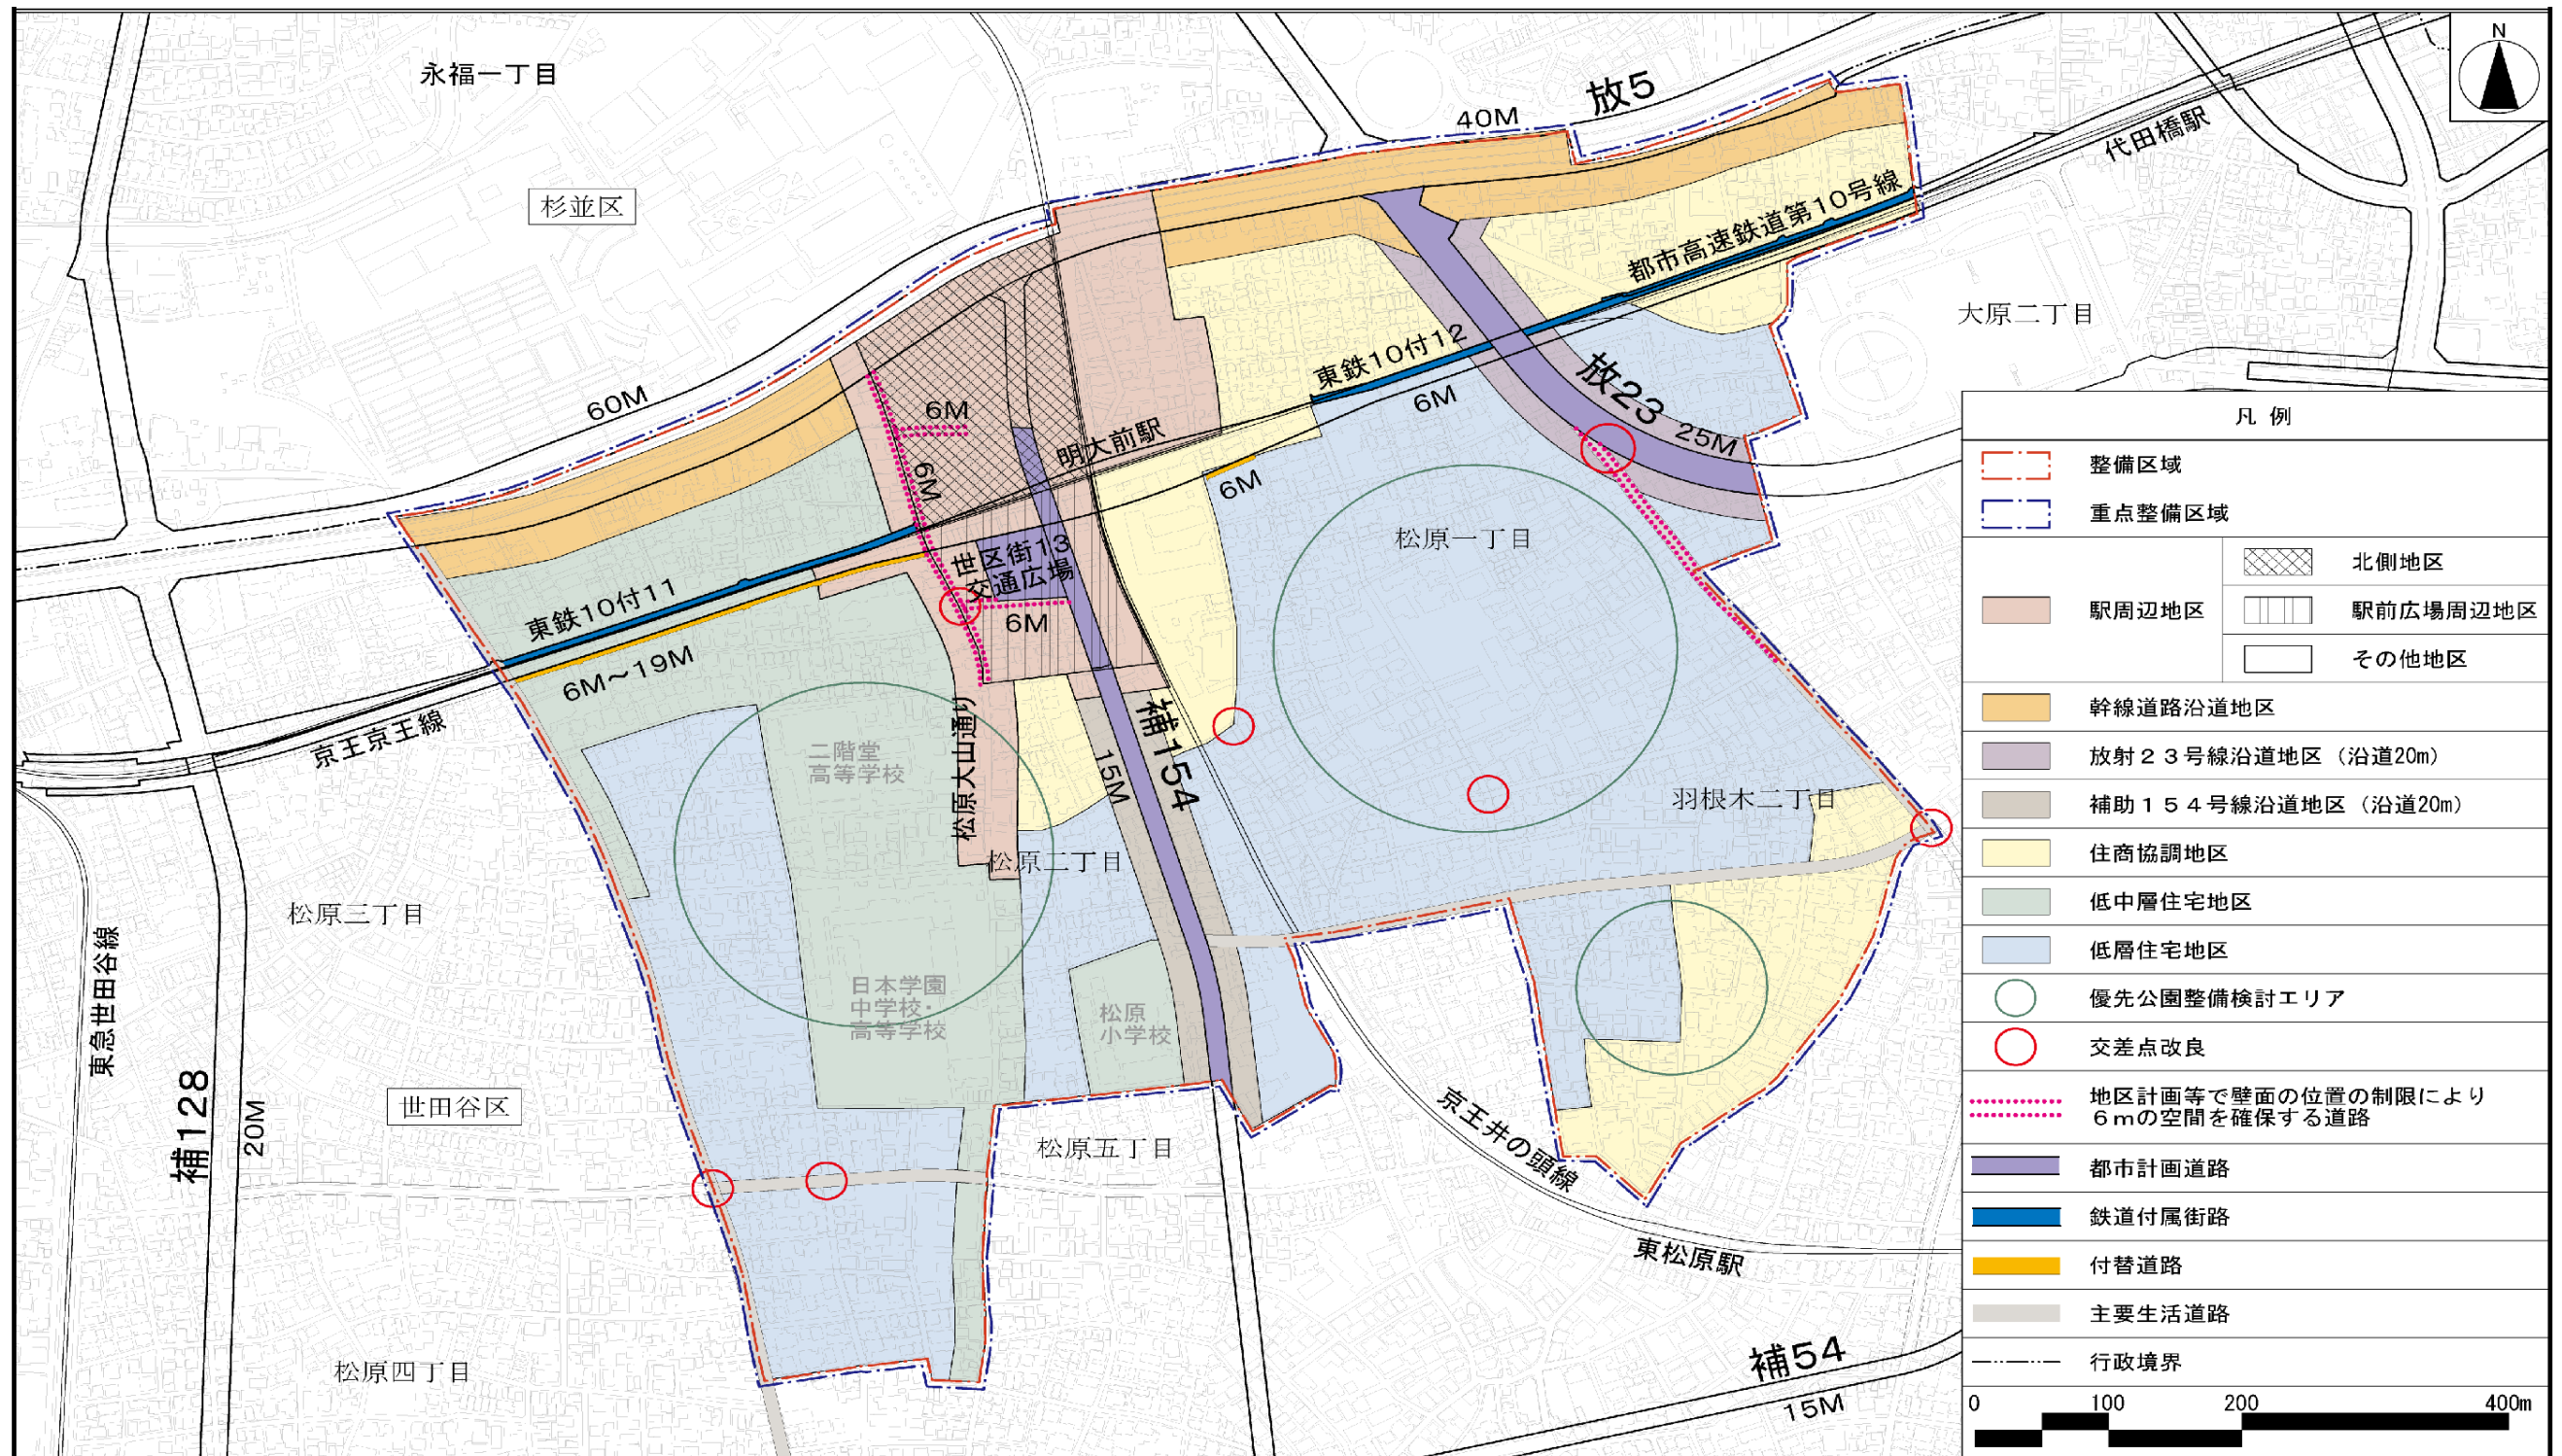 永福一丁目
N
放5
40M
代田橋駅
杉並区
都市高速鉄道第10号線
大原二丁目
東鉄10付12
放23
60M
6M
6M
25M
明大前駅
6M
6M
松原一丁目
世区街13
交通広場
東鉄10付11
6M
6M～19M
京王京王線
松原大山通り
補154
15M
二階堂
高等学校
羽根木二丁目
松原二丁目
松原三丁目
東急世田谷線
日本学園
中学校・
高等学校
松原
小学校
補128
20M
世田谷区
松原五丁目
京王井の頭線
東松原駅
松原四丁目
補54
15M
凡 例
整備区域
重点整備区域
駅周辺地区
北側地区
駅前広場周辺地区
その他地区
幹線道路沿道地区
放射２３号線沿道地区（沿道20m）
補助１５４号線沿道地区（沿道20m）
住商協調地区
低中層住宅地区
低層住宅地区
優先公園整備検討エリア
交差点改良
地区計画等で壁面の位置の制限により
６ｍの空間を確保する道路
都市計画道路
鉄道付属街路
付替道路
主要生活道路
行政境界
0 100 200 400m